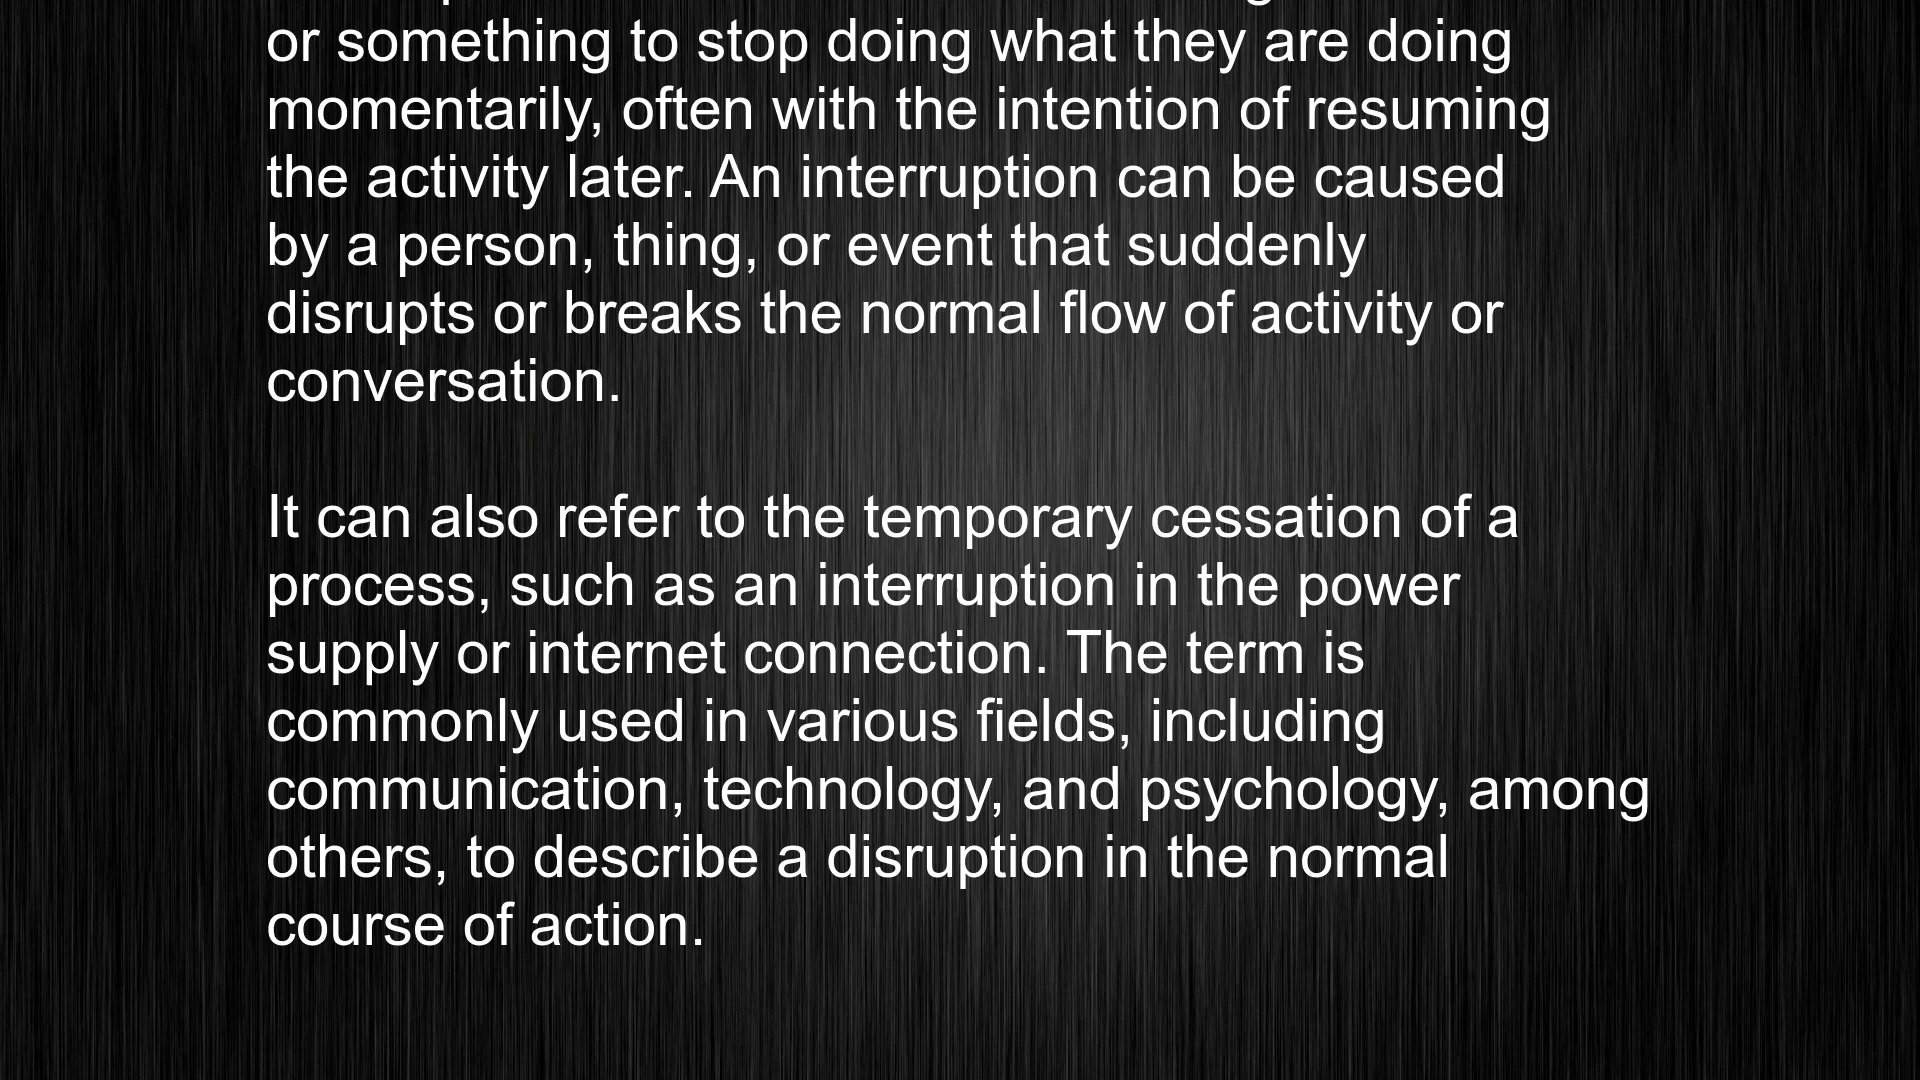 or something to stop doing what they are doing
momentarily, often with the intention of resuming
the activity later. An interruption can be caused
by a person, thing, or event that suddenly
disrupts or breaks the normal flow of activity or
conversation.
It can also refer to the temporary cessation of a
process, such as an interruption in the power
supply or internet connection. The term is
commonly used in various fields, including
communication, technology, and psychology, among
others, to describe a disruption in the normal
course of action.